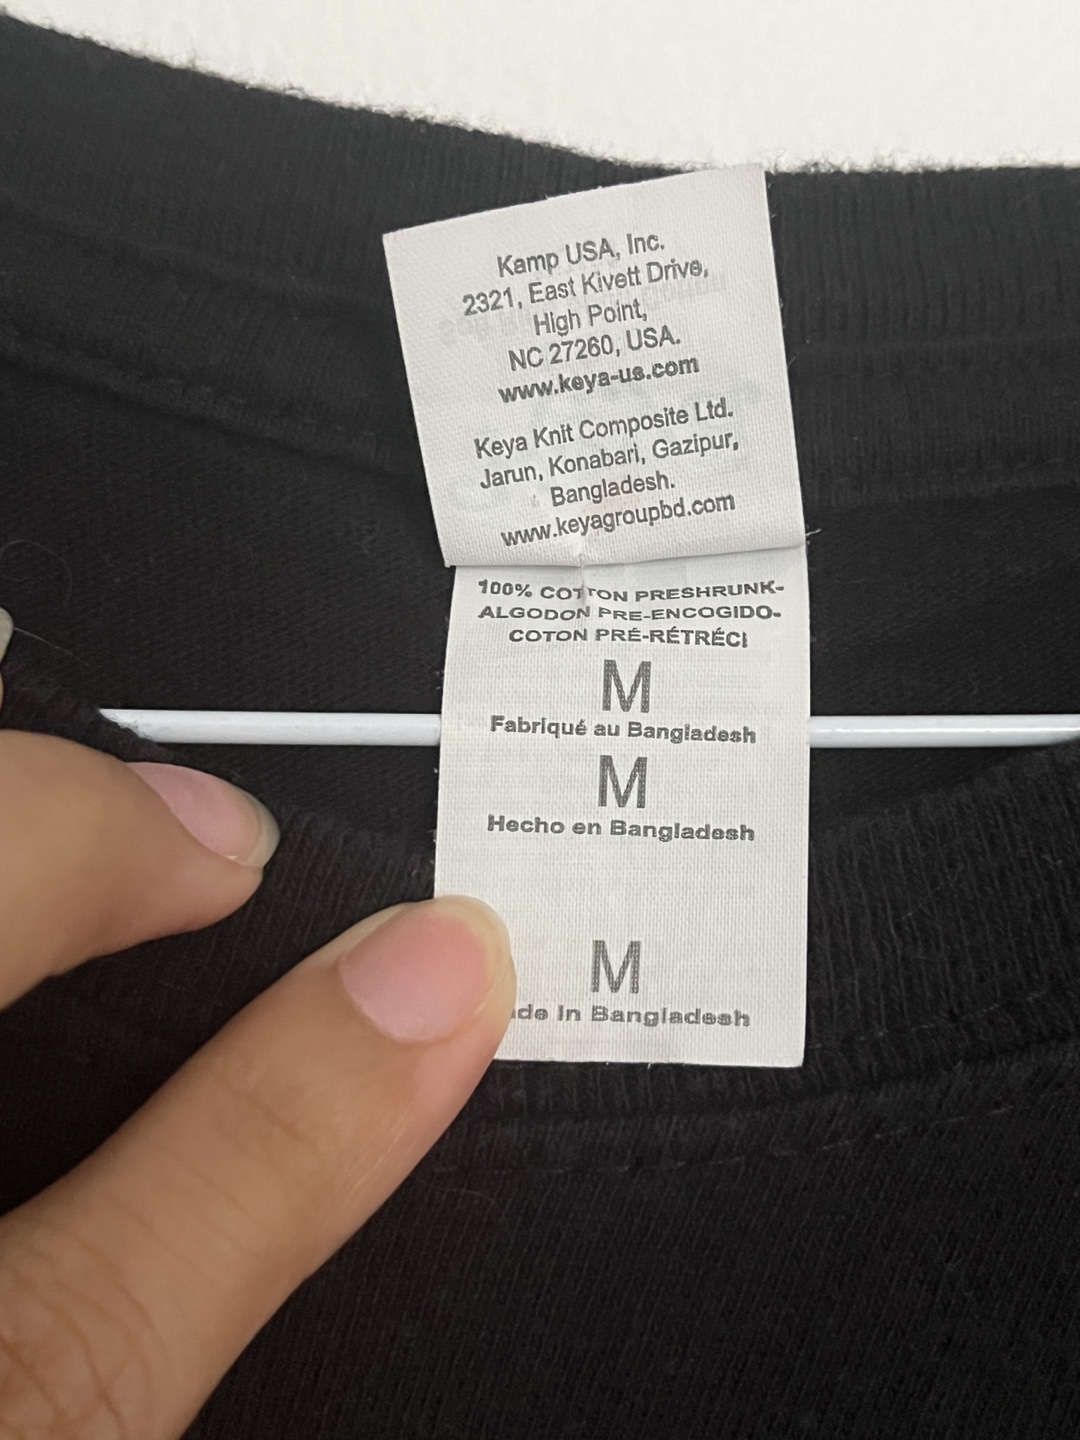 Kamp USA, Inc.
2321, East Kivett Drive,
High Point,
NC 27260, USA.
www.keya-us.com
Keya Knit Composite Ltd.
Jarun, Konabari, Gazipur,
Bangladesh.
www.keyagroupbd.com
100% COTTON PRESHRUNK-
ALGODON PRE-ENCOGIDO-
COTON PRÉ-RÉTRÉCI
M
Fabriqué au Bangladesh
M
Hecho en Bangladesh
M
de In Bangladesh